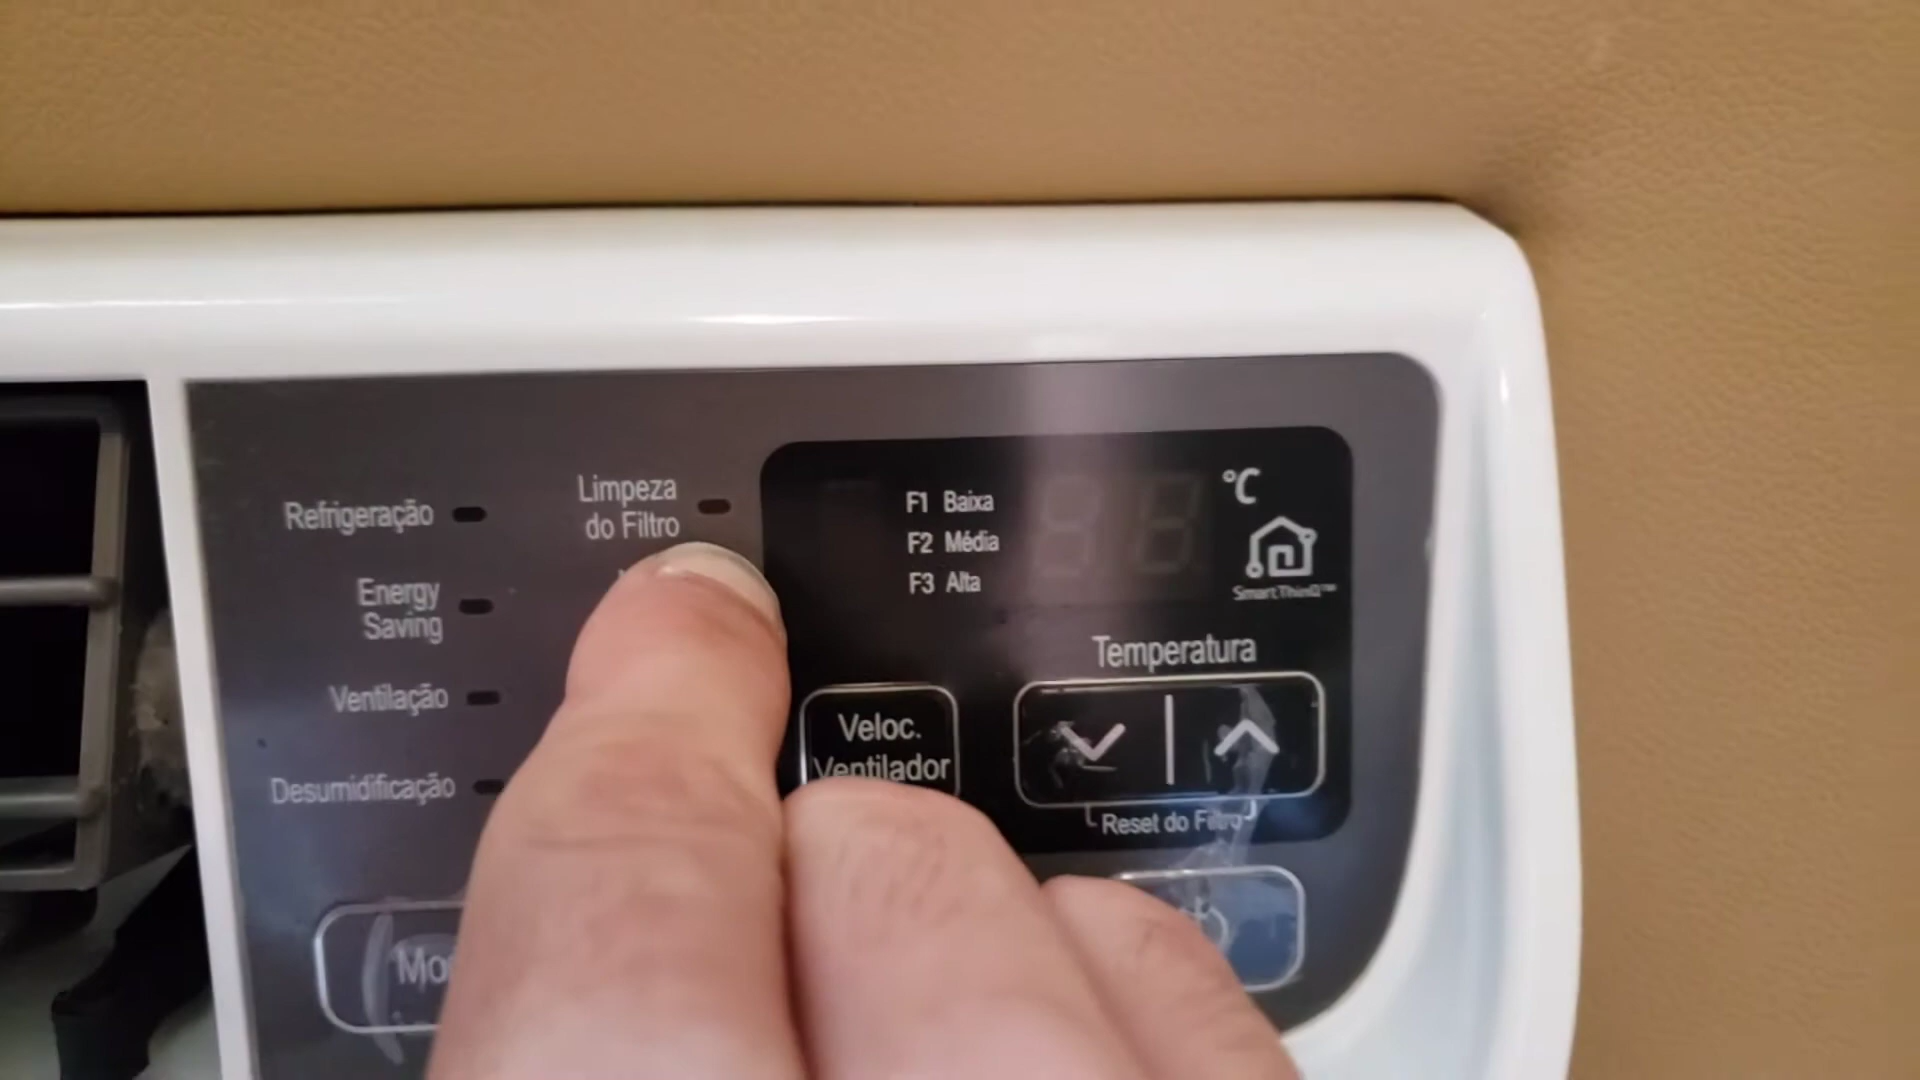 Refrigeração
Limpeza
do Filtro
Energy
Saving
Ventilação
Desumidificação
F1 Baixa
F2 Média
F3 Alta
°C
SmartThinQ™
Temperatura
Veloc.
Ventilador
Reset do Filtro